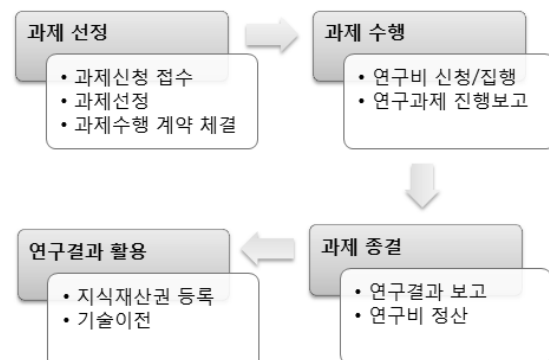 과제 선정
• 과제신청 접수
• 과제선정
• 과제수행 계약 체결
과제 수행
• 연구비 신청/집행
• 연구과제 진행보고
과제 종결
• 연구결과 보고
• 연구비 정산
연구결과 활용
• 지식재산권 등록
• 기술이전